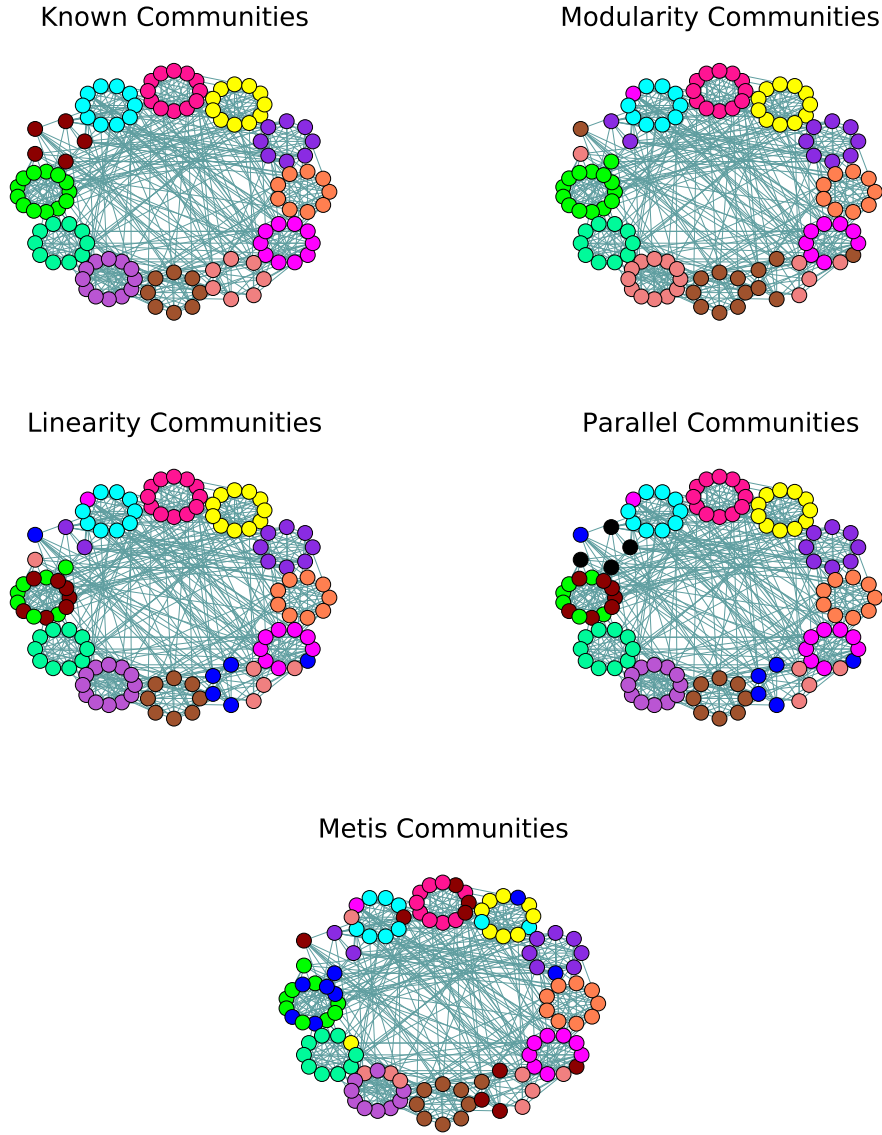 Known Communities
Modularity Communities
Linearity Communities
Parallel Communities
Metis Communities